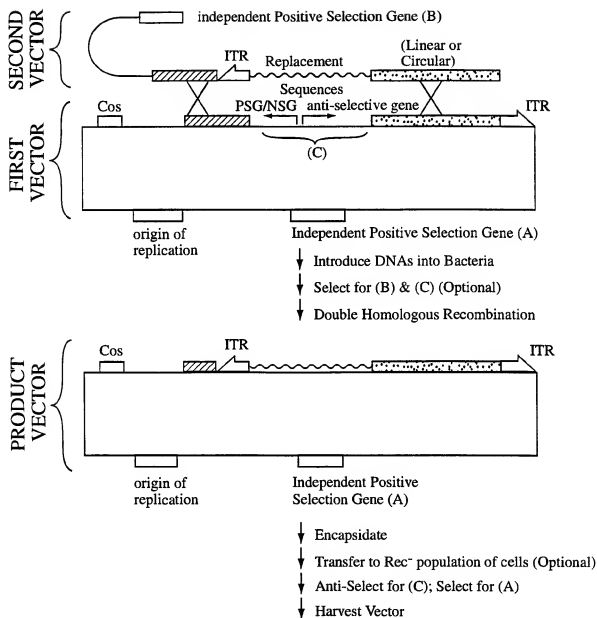 SECOND
VECTOR
independent Positive Selection Gene (B)
ITR
Replacement
(Linear or
Circular)
Sequences
FIRST
VECTOR
Cos
PSG/NSG
anti-selective gene
ITR
(C)
origin of
replication
Independent Positive Selection Gene (A)
Introduce DNAs into Bacteria
Select for (B) & (C) (Optional)
Double Homologous Recombination
PRODUCT
VECTOR
Cos
ITR
ITR
origin of
replication
Independent Positive
Selection Gene (A)
Encapsidate
Transfer to Rec⁻ population of cells (Optional)
Anti-Select for (C); Select for (A)
Harvest Vector